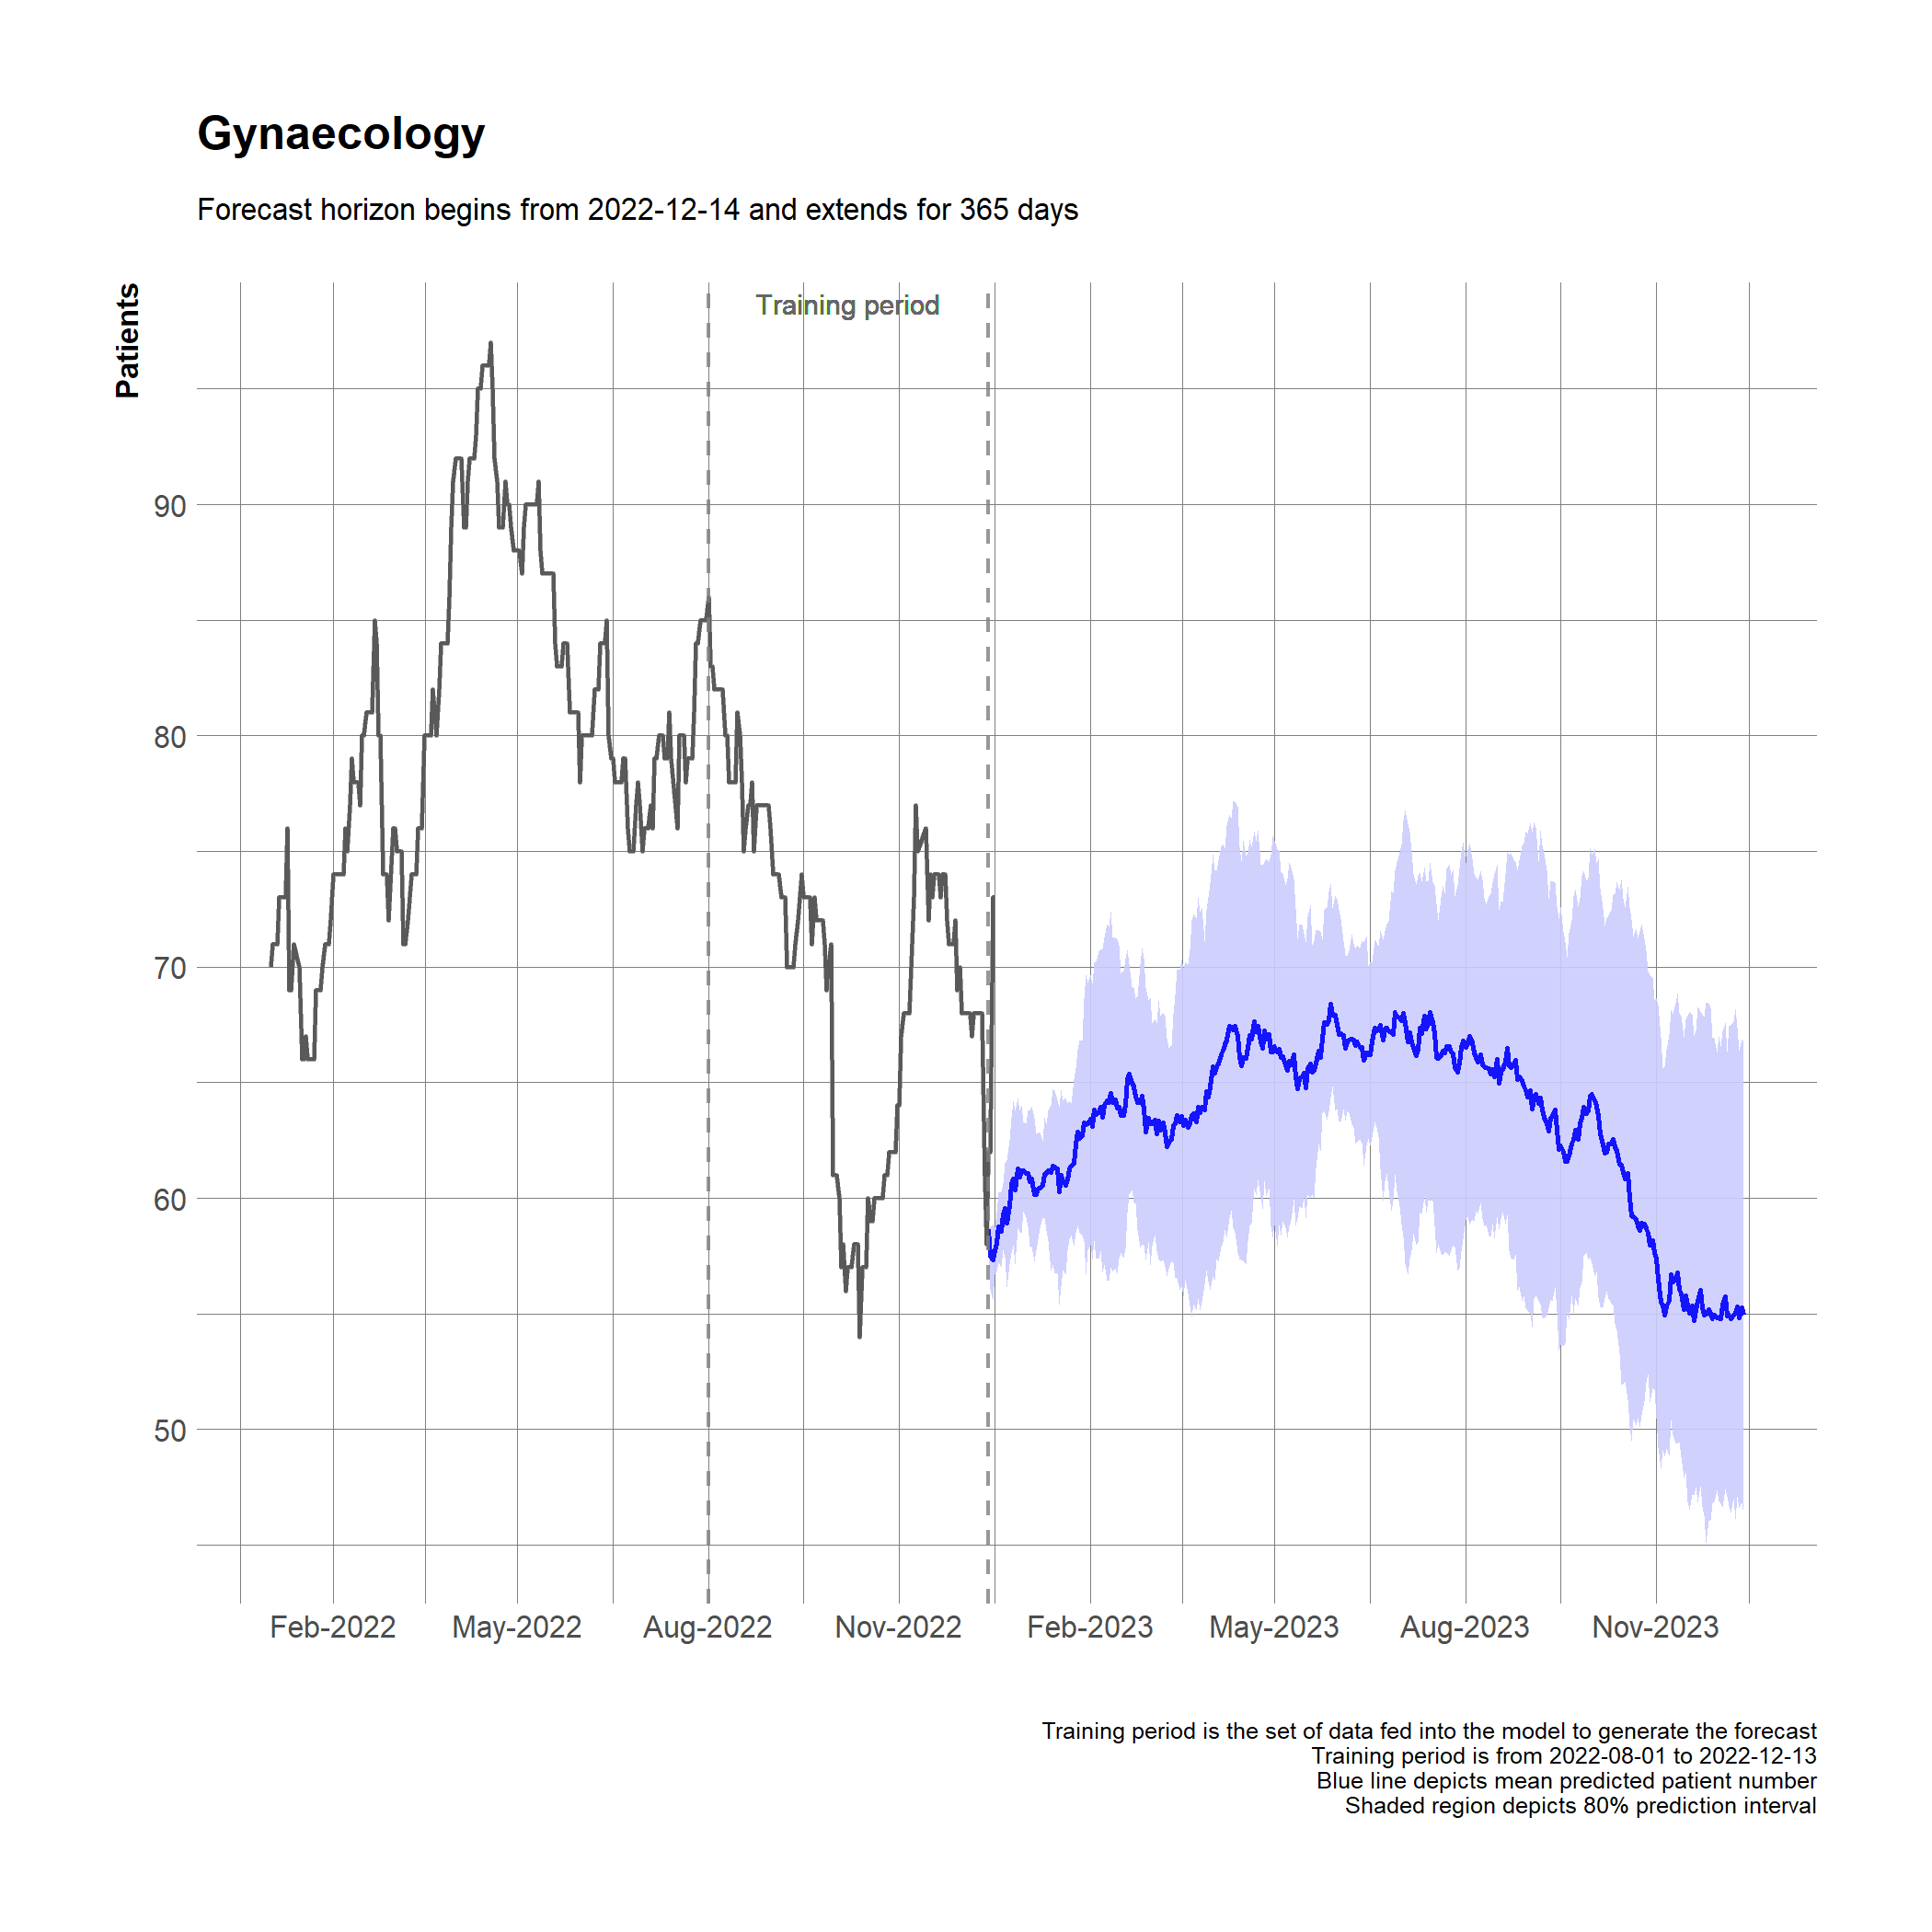 Gynaecology
Forecast horizon begins from 2022-12-14 and extends for 365 days
Patients
Training period
90
80
70
60
50
Feb-2022
May-2022
Aug-2022
Nov-2022
Feb-2023
May-2023
Aug-2023
Nov-2023
Training period is the set of data fed into the model to generate the forecast
Training period is from 2022-08-01 to 2022-12-13
Blue line depicts mean predicted patient number
Shaded region depicts 80% prediction interval